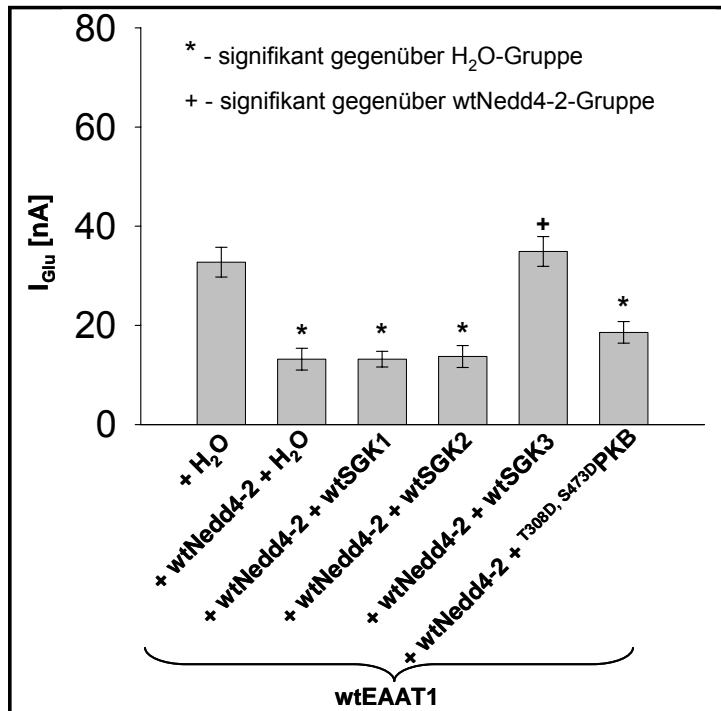 80
60
40
20
0
I_Glu [nA]
* - signifikant gegenüber H₂O-Gruppe
+ - signifikant gegenüber wtNedd4-2-Gruppe
*
*
*
+
*
+ H₂O
+ wtNedd4-2 + H₂O
+ wtNedd4-2 + wtSGK1
+ wtNedd4-2 + wtSGK2
+ wtNedd4-2 + wtSGK3
+ wtNedd4-2 + T308D, S473DPKB
wtEAAT1